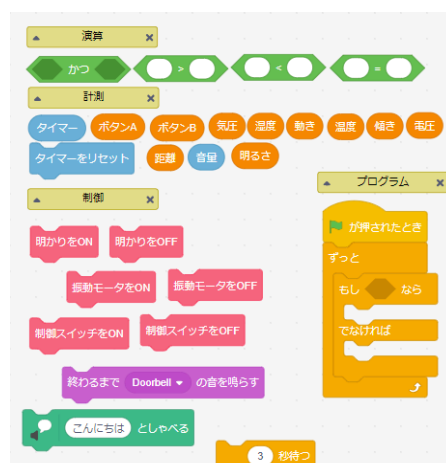 演算
かつ > < =
計測
タイマー ボタンA ボタンB 気圧 湿度 動き 温度 傾き 電圧
タイマーをリセット 距離 音量 明るさ
制御
プログラム
が押されたとき
ずっと
もし なら
でなければ
明かりをON 明かりをOFF
振動モータをON 振動モータをOFF
制御スイッチをON 制御スイッチをOFF
終わるまで Doorbell の音を鳴らす
こんにちは としゃべる
3 秒待つ